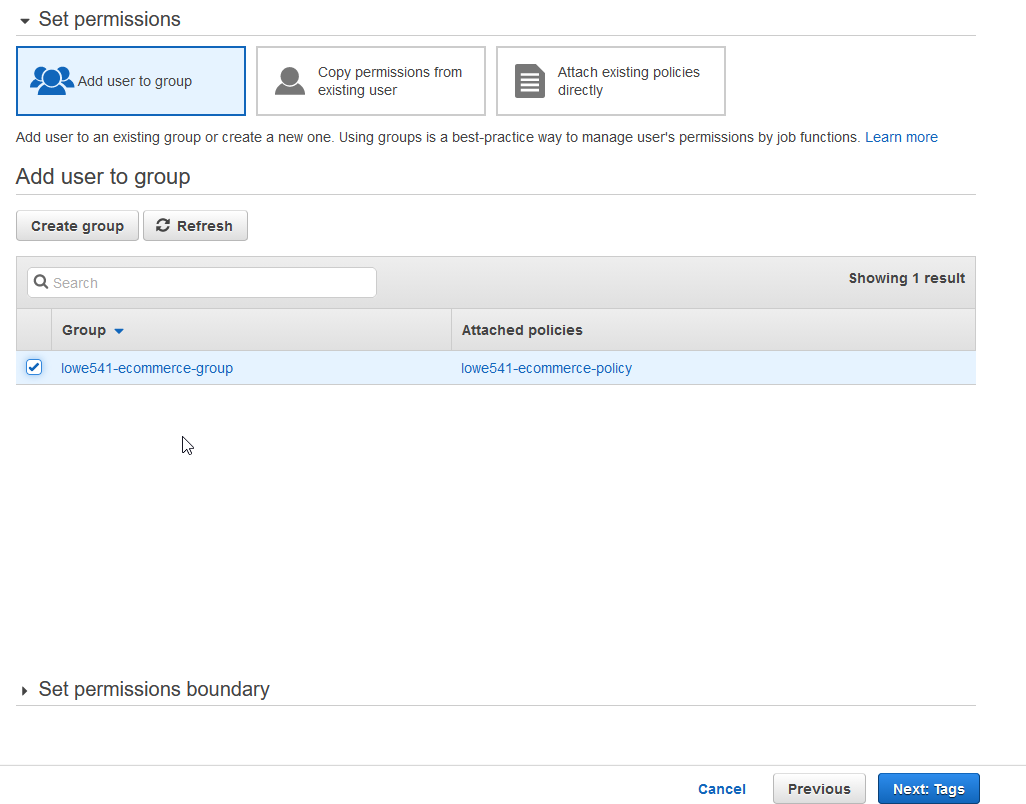 Set permissions
Add user to group
Copy permissions from
existing user
Attach existing policies
directly
Add user to an existing group or create a new one. Using groups is a best-practice way to manage user's permissions by job functions. Learn more
Add user to group
Create group
Refresh
Search
Showing 1 result
Group
Attached policies
lowe541-ecommerce-group
lowe541-ecommerce-policy
Set permissions boundary
Cancel
Previous
Next: Tags